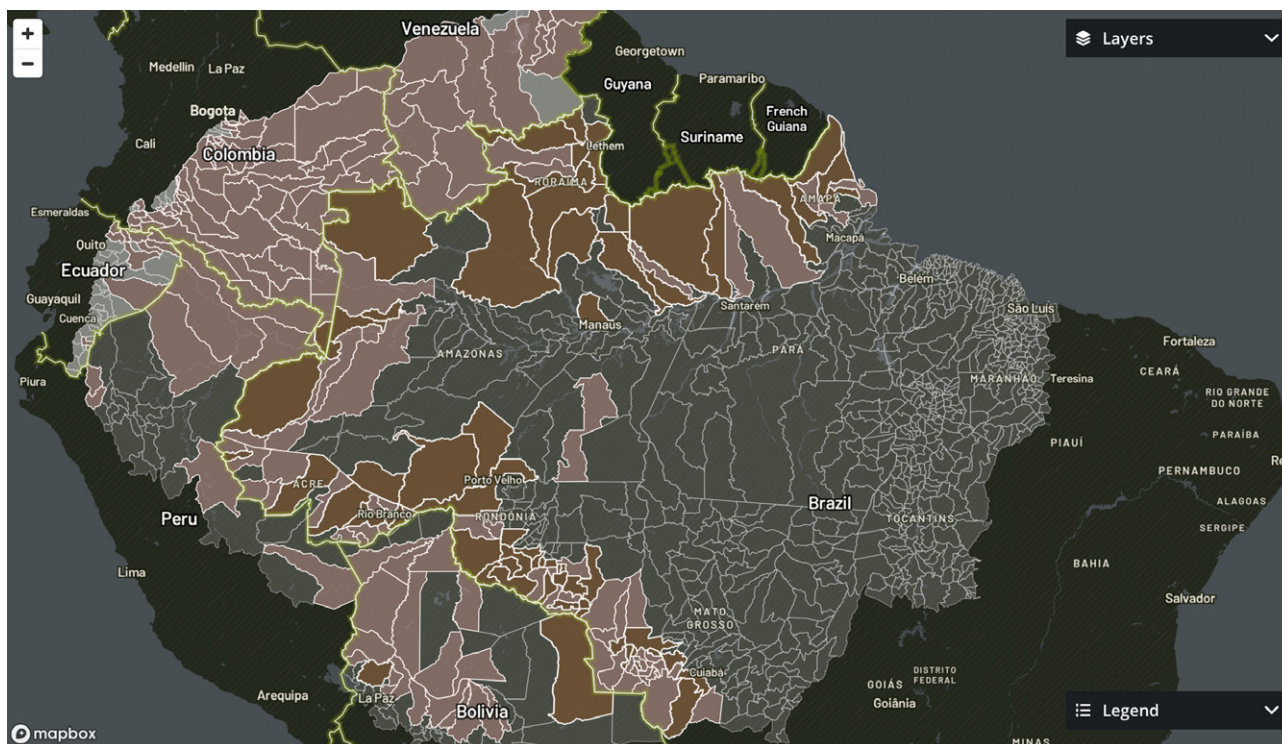 +
−
Layers
Venezuela
Georgetown
Medellín
La Paz
Paramaribo
Guyana
French
Guiana
Bogota
Suriname
Cali
Lethem
Colombia
RORAIMA
AMAPÁ
Esmeraldas
Quito
Macapá
Ecuador
Belém
Guayaquil
Santarém
São Luís
Cuenca
Manaus
Fortaleza
AMAZONAS
PARÁ
CEARÁ
Piura
MARANHÃO
Teresina
RIO GRANDE
DO NORTE
PARAÍBA
PIAUÍ
Re
PERNAMBUCO
Porto Velho
ACRE
ALAGOAS
Brazil
Rio Branco
RONDÔNIA
Peru
TOCANTINS
SERGIPE
BAHIA
Lima
Salvador
MATO
GROSSO
Cuiabá
DISTRITO
FEDERAL
GOIÁS
Arequipa
La Paz
Goiânia
Bolivia
Legend
mapbox
MINAS